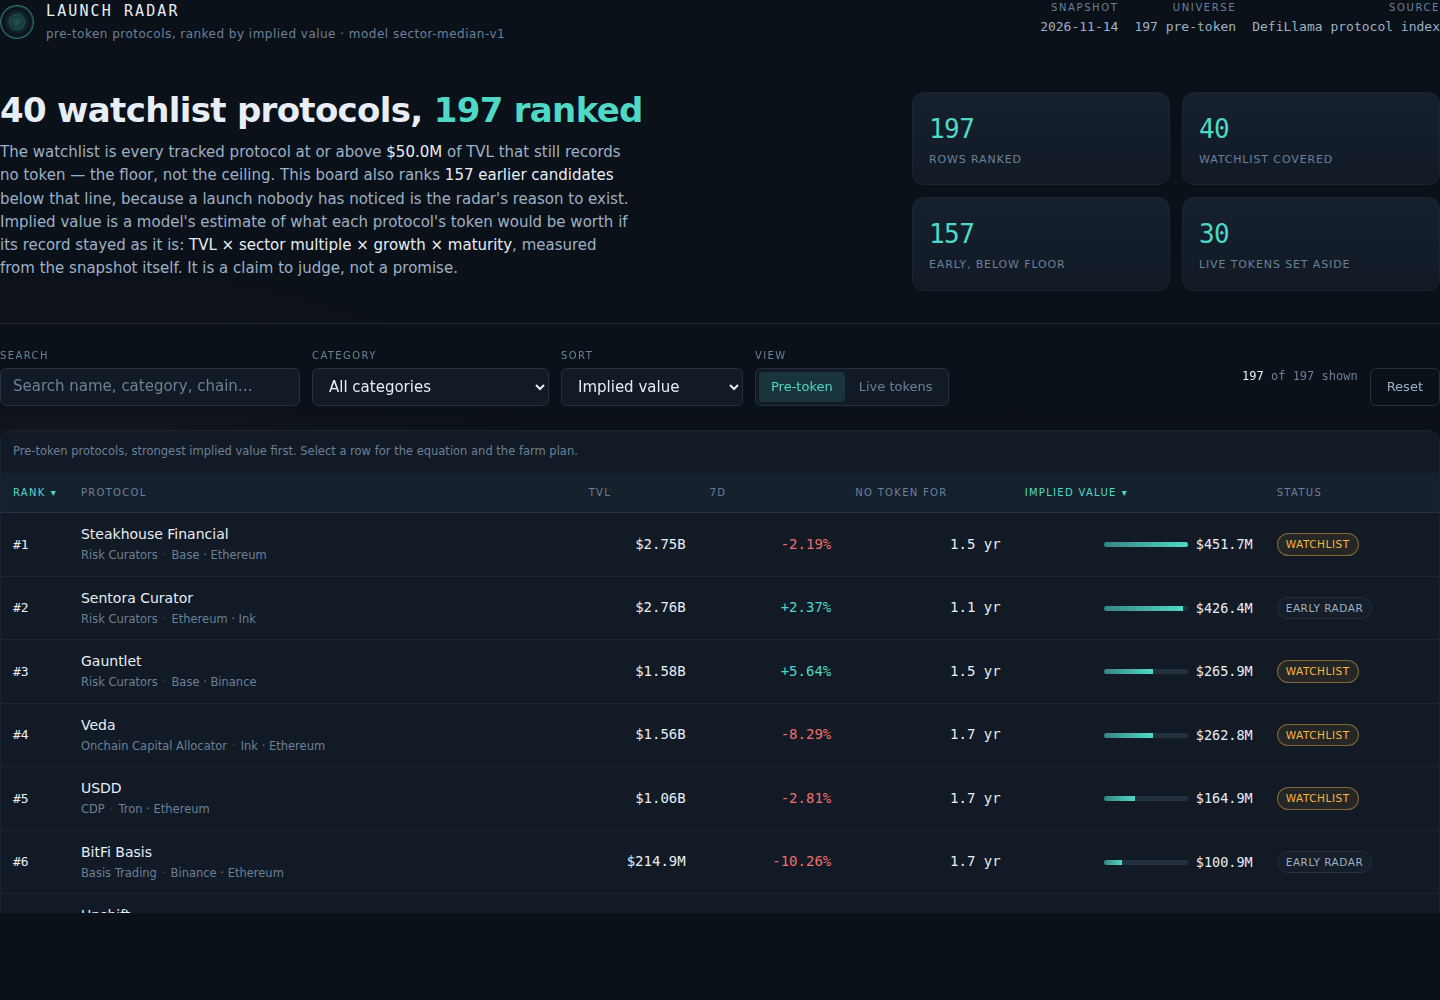 LAUNCH RADAR
pre-token protocols, ranked by implied value · model sector-median-v1
SNAPSHOT
2026-11-14
UNIVERSE
197 pre-token
SOURCE
DefiLlama protocol index
40 watchlist protocols, 197 ranked
The watchlist is every tracked protocol at or above $50.0M of TVL that still records
no token — the floor, not the ceiling. This board also ranks 157 earlier candidates
below that line, because a launch nobody has noticed is the radar's reason to exist.
Implied value is a model's estimate of what each protocol's token would be worth if
its record stayed as it is: TVL × sector multiple × growth × maturity, measured
from the snapshot itself. It is a claim to judge, not a promise.
197
ROWS RANKED
40
WATCHLIST COVERED
157
EARLY, BELOW FLOOR
30
LIVE TOKENS SET ASIDE
SEARCH
Search name, category, chain...
CATEGORY
All categories
SORT
Implied value
VIEW
Pre-token Live tokens
197 of 197 shown
Reset
Pre-token protocols, strongest implied value first. Select a row for the equation and the farm plan.
RANK ▾ PROTOCOL TVL 7D NO TOKEN FOR IMPLIED VALUE ▾ STATUS
#1 Steakhouse Financial $2.75B -2.19% 1.5 yr $451.7M WATCHLIST
Risk Curators · Base · Ethereum
#2 Sentora Curator $2.76B +2.37% 1.1 yr $426.4M EARLY RADAR
Risk Curators · Ethereum · Ink
#3 Gauntlet $1.58B +5.64% 1.5 yr $265.9M WATCHLIST
Risk Curators · Base · Binance
#4 Veda $1.56B -8.29% 1.7 yr $262.8M WATCHLIST
Onchain Capital Allocator · Ink · Ethereum
#5 USDD $1.06B -2.81% 1.7 yr $164.9M WATCHLIST
CDP · Tron · Ethereum
#6 BitFi Basis $214.9M -10.26% 1.7 yr $100.9M EARLY RADAR
Basis Trading · Binance · Ethereum